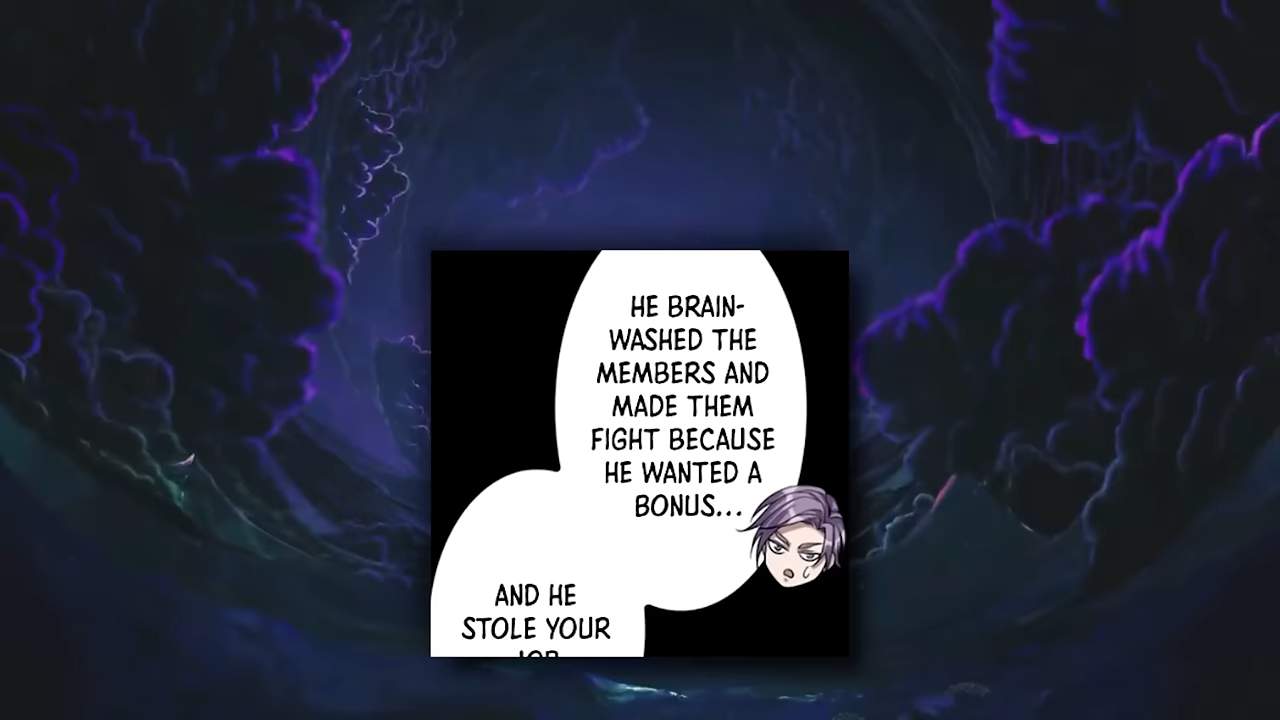 HE BRAIN-
WASHED THE
MEMBERS AND
MADE THEM
FIGHT BECAUSE
HE WANTED A
BONUS...
AND HE
STOLE YOUR